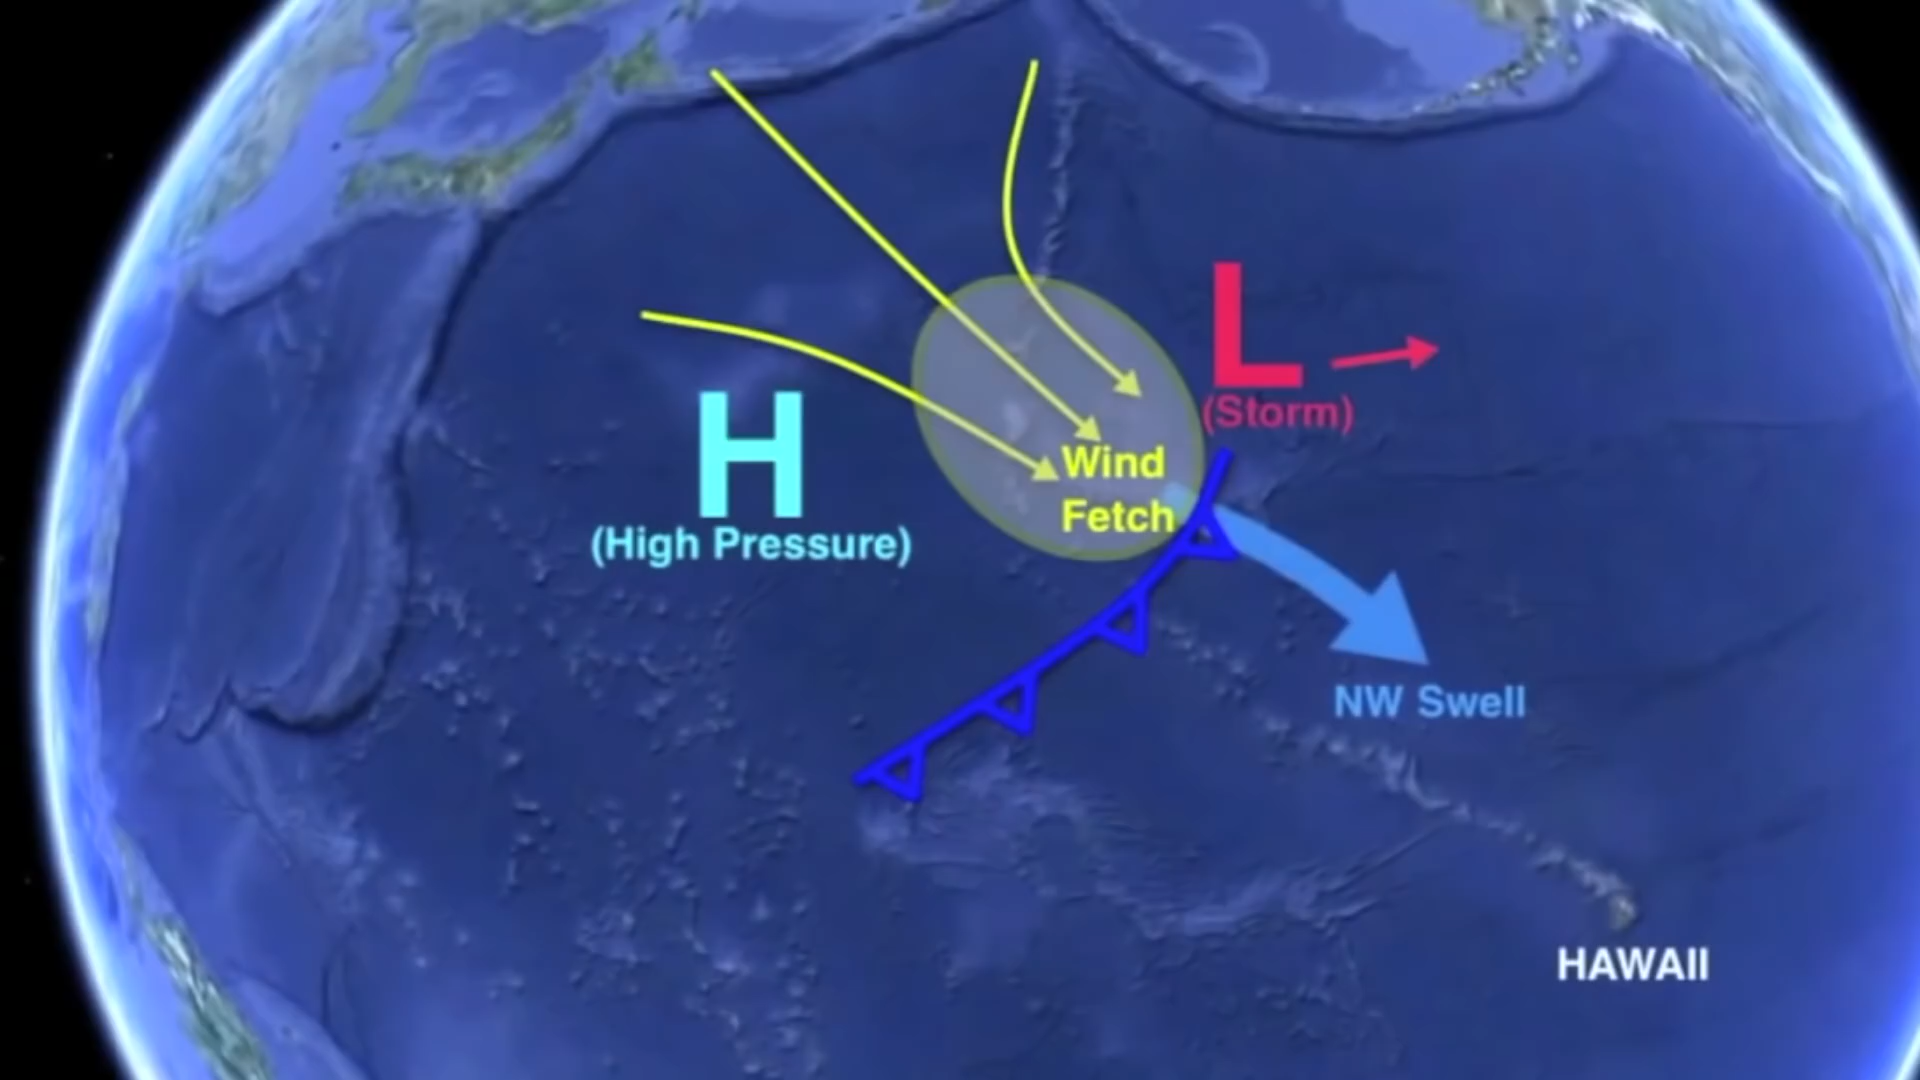 L
(Storm)
H
(High Pressure)
Wind
Fetch
NW Swell
HAWAII